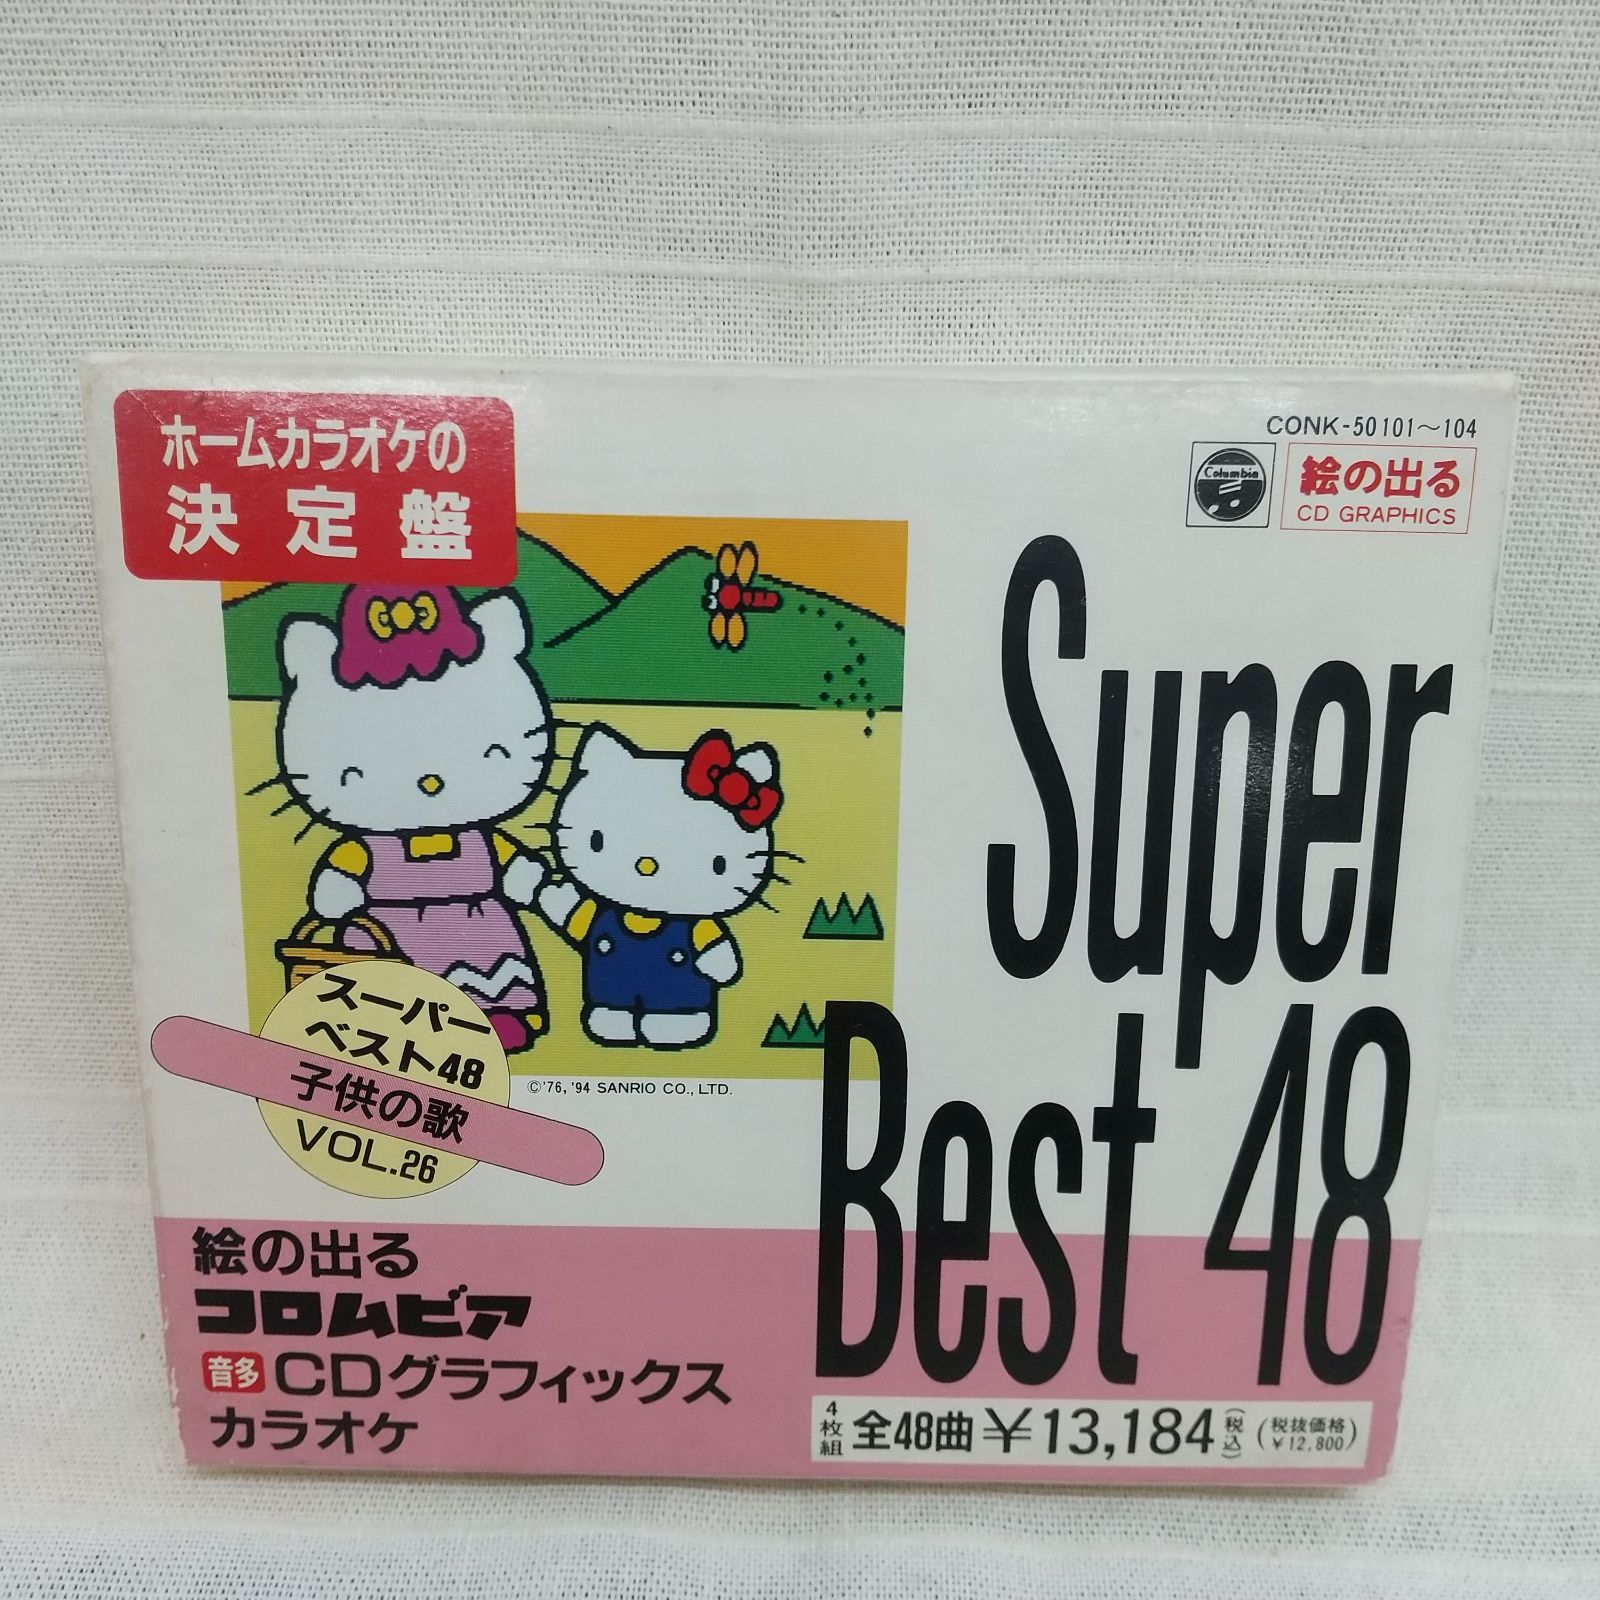 ホームカラオケの
決定盤
CONK-50101～104
Columbia
絵の出る
CD GRAPHICS
Super
Best 48
©'76, '94 SANRIO CO., LTD.
スーパー
ベスト48
子供の歌
VOL.26
絵の出る
コロムビア
音多 CDグラフィックス
カラオケ
4枚組 全48曲 ￥13,184 (税込) (税抜価格 ￥12,800)